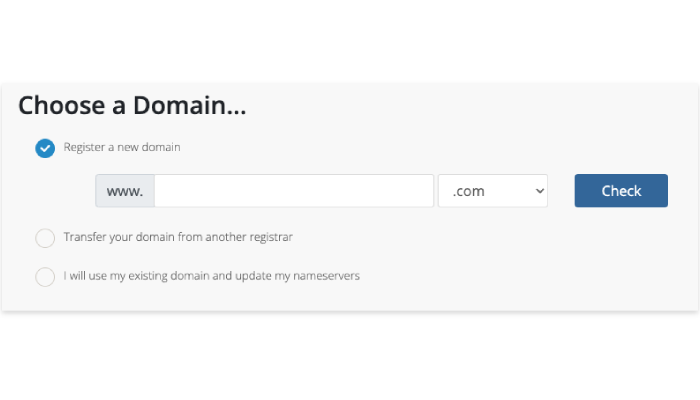 Choose a Domain...
Register a new domain
www.
.com
Check
Transfer your domain from another registrar
I will use my existing domain and update my nameservers